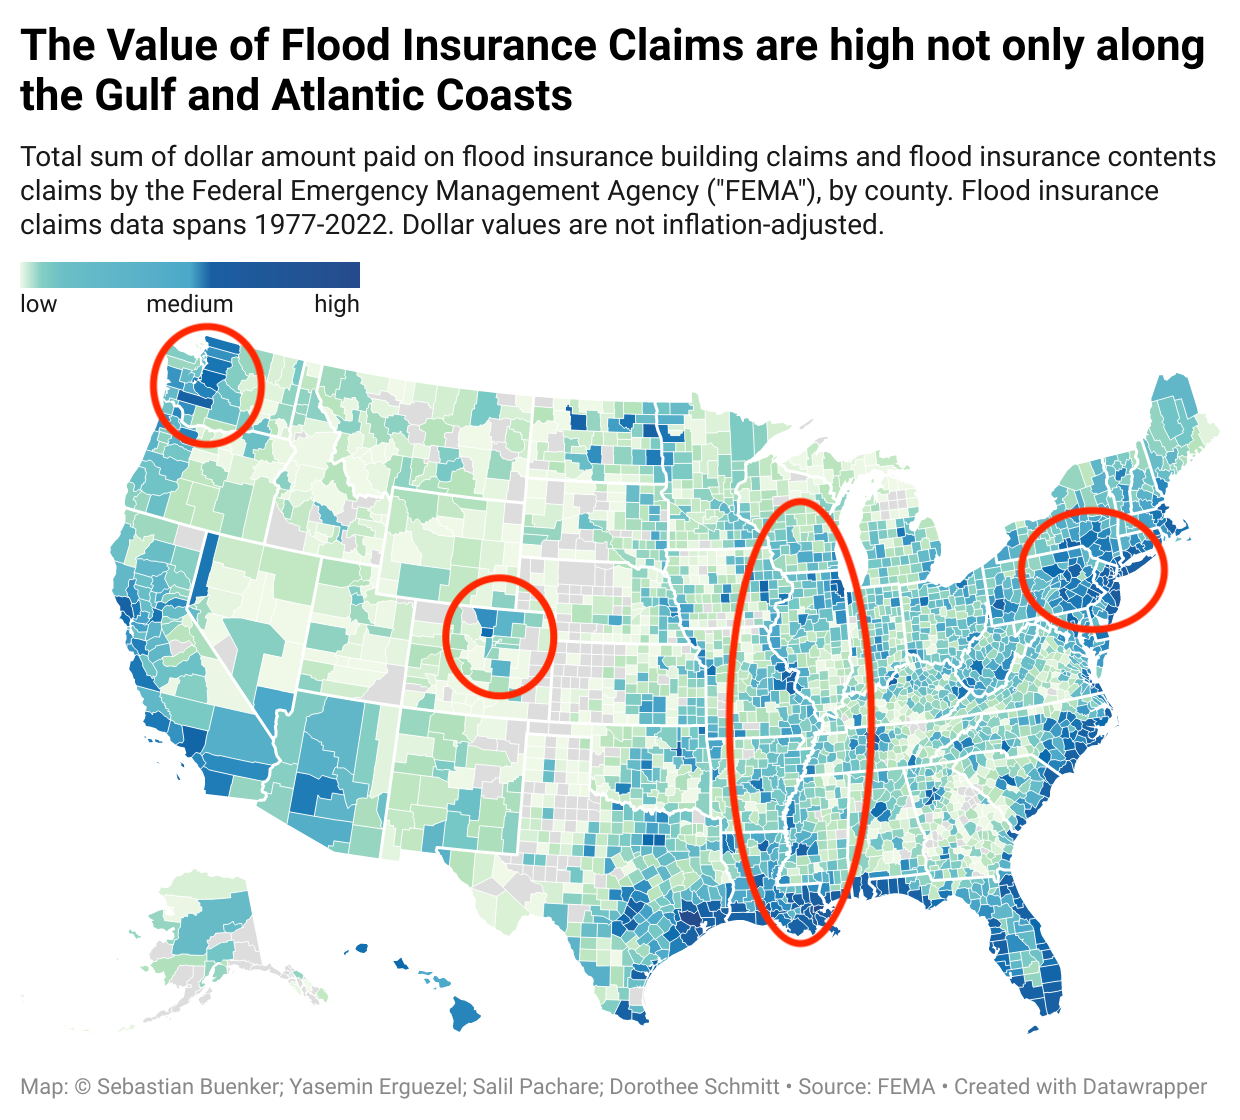 The Value of Flood Insurance Claims are high not only along
the Gulf and Atlantic Coasts
Total sum of dollar amount paid on flood insurance building claims and flood insurance contents
claims by the Federal Emergency Management Agency ("FEMA"), by county. Flood insurance
claims data spans 1977-2022. Dollar values are not inflation-adjusted.
low medium high
Map: © Sebastian Buenker; Yasemin Erguezel; Salil Pachare; Dorothee Schmitt • Source: FEMA • Created with Datawrapper